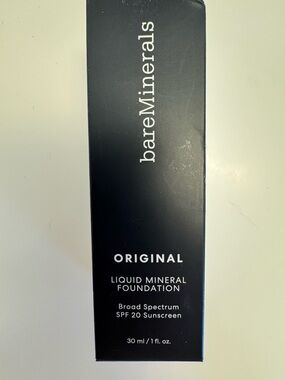 bareMinerals
ORIGINAL
LIQUID MINERAL
FOUNDATION
Broad Spectrum
SPF 20 Sunscreen
30 ml / 1 fl. oz.